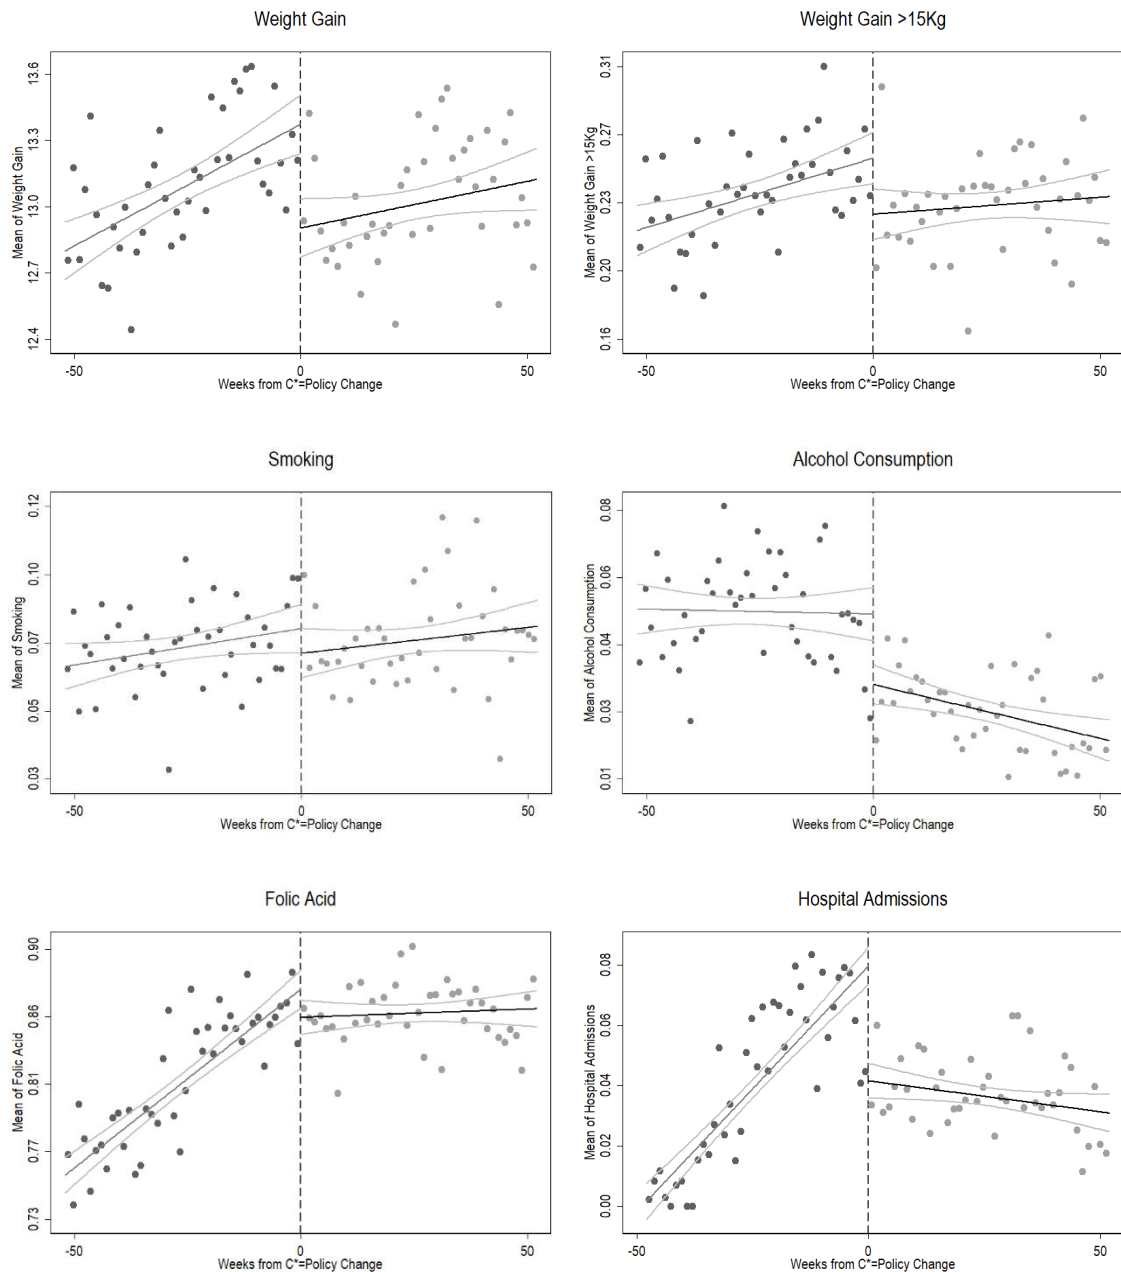 Weight Gain
Mean of Weight Gain
13.6
13.3
13.0
12.7
12.4
-50
0
50
Weeks from C*=Policy Change
Weight Gain >15Kg
Mean of Weight Gain >15Kg
0.31
0.27
0.23
0.20
0.16
-50
0
50
Weeks from C*=Policy Change
Smoking
Mean of Smoking
0.12
0.10
0.07
0.05
0.03
-50
0
50
Weeks from C*=Policy Change
Alcohol Consumption
Mean of Alcohol Consumption
0.08
0.06
0.04
0.03
0.01
-50
0
50
Weeks from C*=Policy Change
Folic Acid
Mean of Folic Acid
0.90
0.86
0.81
0.77
0.73
-50
0
50
Weeks from C*=Policy Change
Hospital Admissions
Mean of Hospital Admissions
0.08
0.06
0.04
0.02
0.00
-50
0
50
Weeks from C*=Policy Change